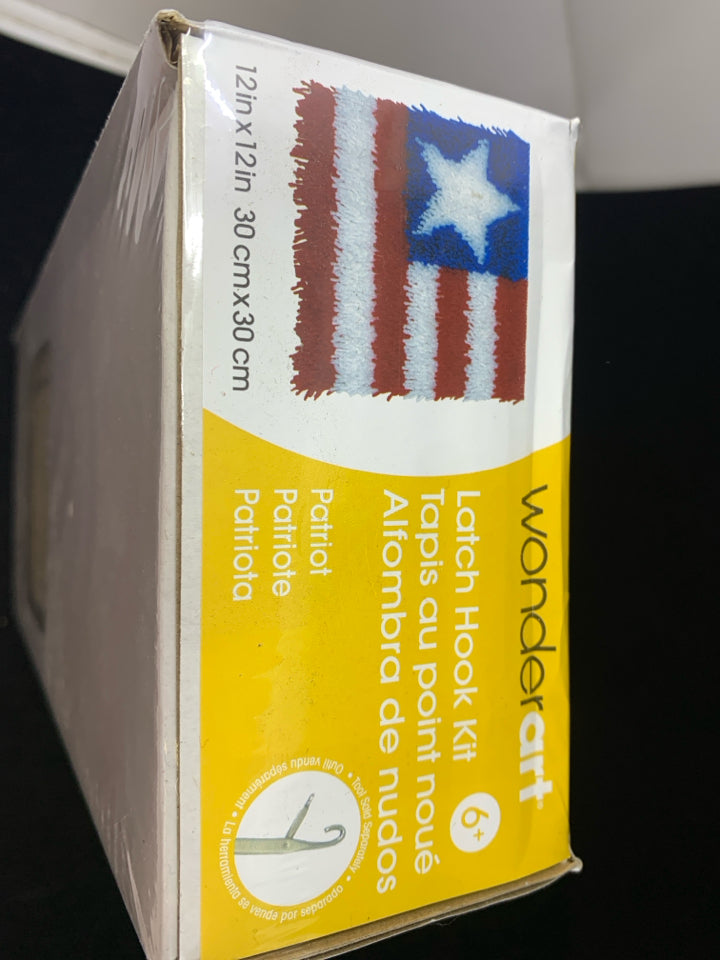 wonderart
Latch Hook Kit
Tapis au point noué
Alfombra de nudos
6+
Patriot
Patriote
Patriota
12in x 12in 30 cm x 30 cm
Tool Sold Separately • Outil vendu séparément • La herramienta se vende por separado •